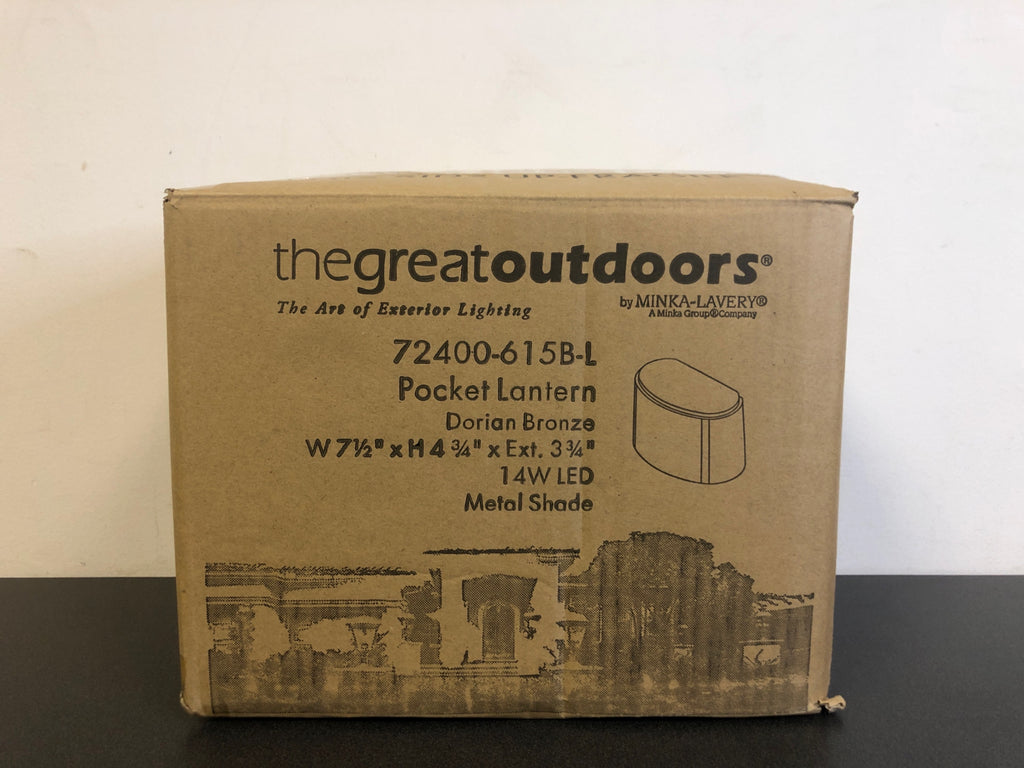 thegreatoutdoors®
The Art of Exterior Lighting
by MINKA-LAVERY®
A Minka Group®Company
72400-615B-L
Pocket Lantern
Dorian Bronze
W 7½" x H 4 ¾" x Ext. 3 ¾"
14W LED
Metal Shade